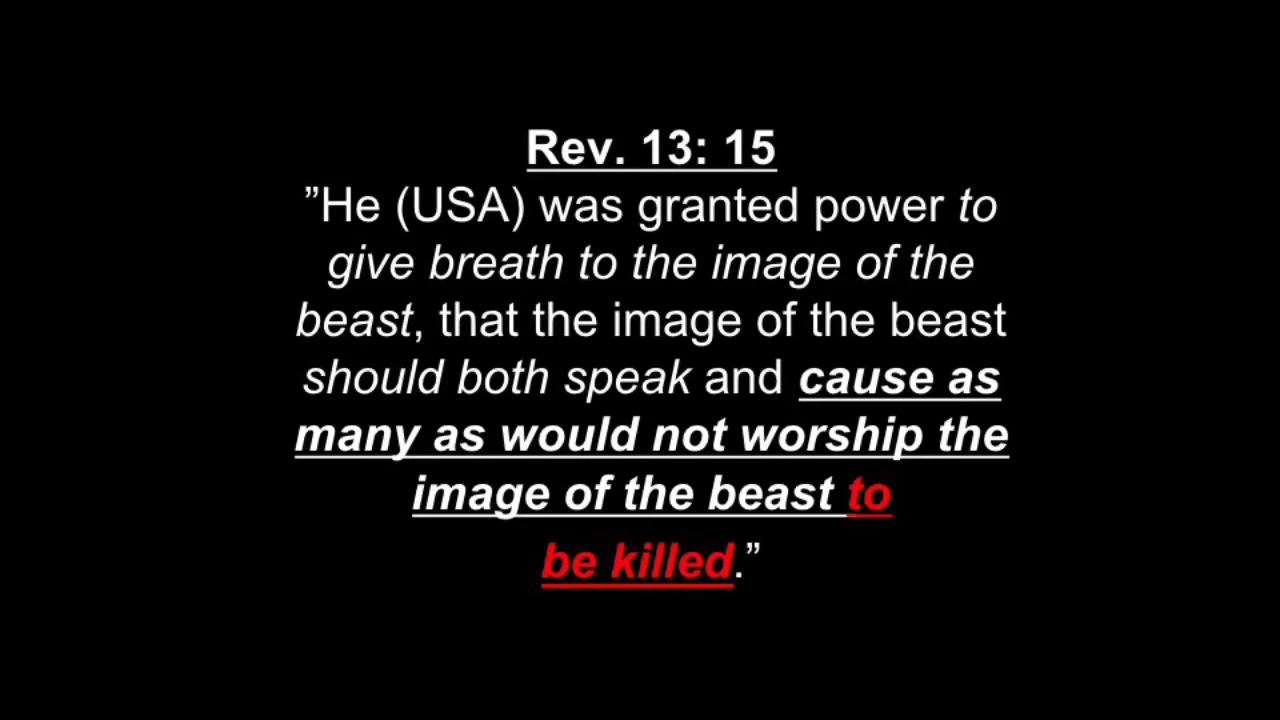 Rev. 13: 15
”He (USA) was granted power to
give breath to the image of the
beast, that the image of the beast
should both speak and cause as
many as would not worship the
image of the beast to
be killed.”